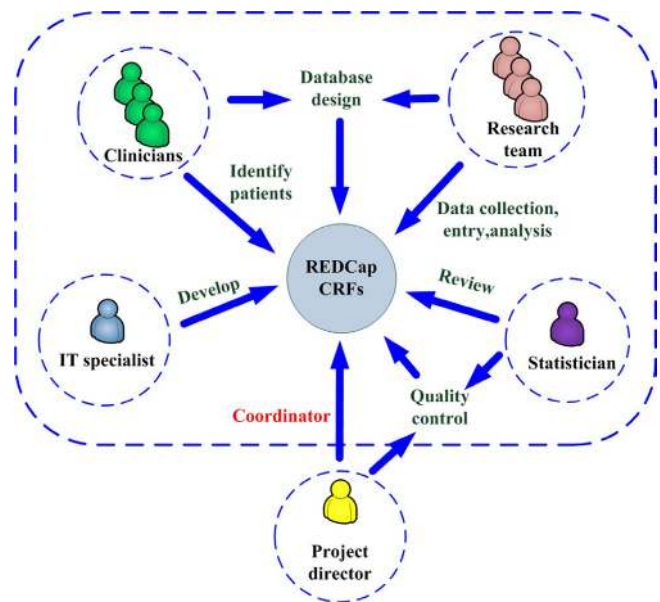 Database
design
Clinicians
Research
team
Identify
patients
Data collection,
entry,analysis
REDCap
CRFs
Develop
Review
IT specialist
Statistician
Coordinator
Quality
control
Project
director